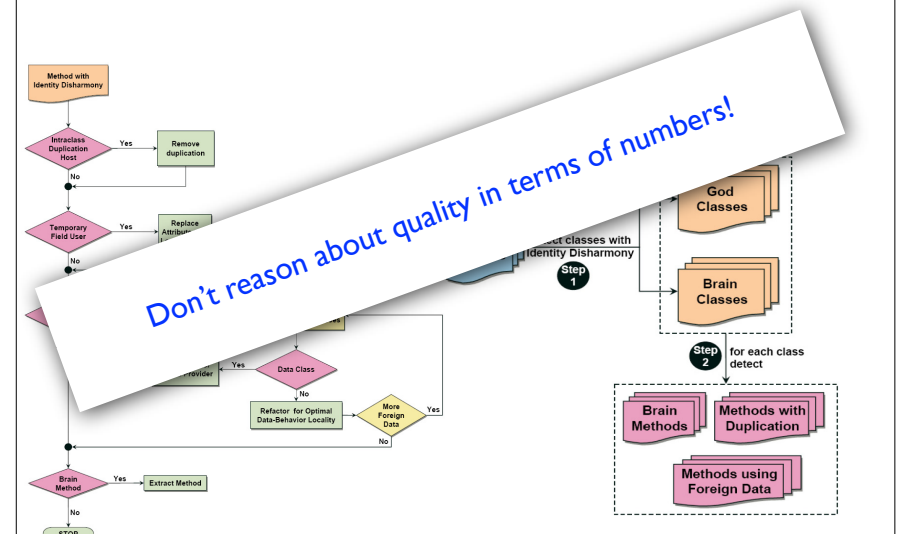 Method with
Identity Disharmony
Intraclass
Duplication
Host
Yes
Remove
duplication
No
Temporary
Field User
Yes
Replace
No
Don't reason about quality in terms of numbers!
classes with
Identity Disharmony
Step
1
God
Classes
Brain
Classes
Step
2
for each class
detect
Brain
Methods
Methods with
Duplication
Methods using
Foreign Data
Provider
Yes
Data Class
No
Refactor for Optimal
Data-Behavior Locality
More
Foreign
Data
Yes
No
Brain
Method
Yes
Extract Method
No
STOP